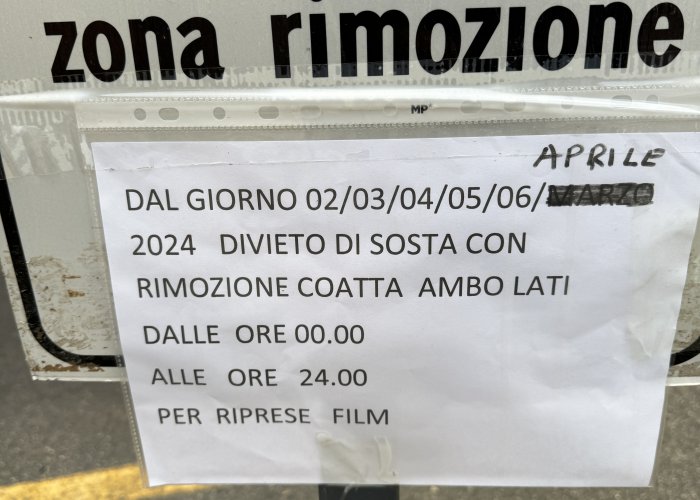 zona rimozione
MP
APRILE
DAL GIORNO 02/03/04/05/06/MARZO
2024 DIVIETO DI SOSTA CON
RIMOZIONE COATTA AMBO LATI
DALLE ORE 00.00
ALLE ORE 24.00
PER RIPRESE FILM